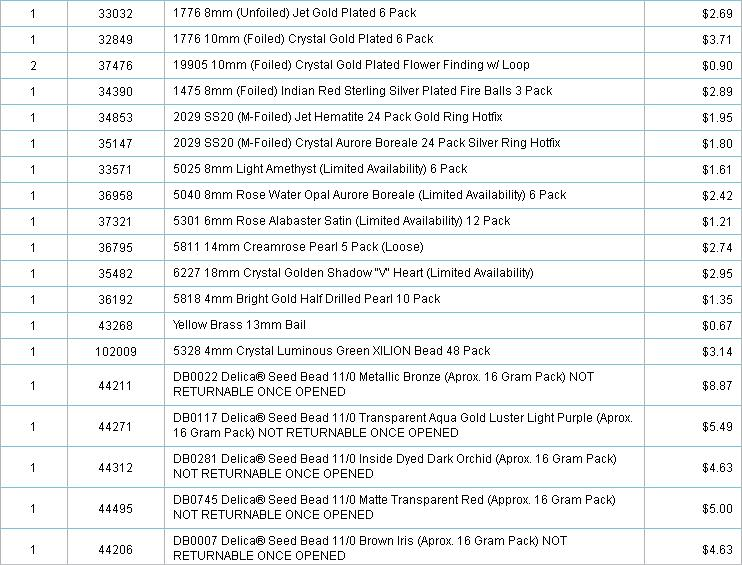 1 33032 1776 8mm (Unfoiled) Jet Gold Plated 6 Pack $2.69
1 32849 1776 10mm (Foiled) Crystal Gold Plated 6 Pack $3.71
2 37476 19905 10mm (Foiled) Crystal Gold Plated Flower Finding w/ Loop $0.90
1 34390 1475 8mm (Foiled) Indian Red Sterling Silver Plated Fire Balls 3 Pack $2.89
1 34853 2029 SS20 (M-Foiled) Jet Hematite 24 Pack Gold Ring Hotfix $1.95
1 35147 2029 SS20 (M-Foiled) Crystal Aurore Boreale 24 Pack Silver Ring Hotfix $1.80
1 33571 5025 8mm Light Amethyst (Limited Availability) 6 Pack $1.61
1 36958 5040 8mm Rose Water Opal Aurore Boreale (Limited Availability) 6 Pack $2.42
1 37321 5301 6mm Rose Alabaster Satin (Limited Availability) 12 Pack $1.21
1 36795 5811 14mm Creamrose Pearl 5 Pack (Loose) $2.74
1 35482 6227 18mm Crystal Golden Shadow "V" Heart (Limited Availability) $2.95
1 36192 5818 4mm Bright Gold Half Drilled Pearl 10 Pack $1.35
1 43268 Yellow Brass 13mm Bail $0.67
1 102009 5328 4mm Crystal Luminous Green XILION Bead 48 Pack $3.14
1 44211 DB0022 Delica® Seed Bead 11/0 Metallic Bronze (Aprox. 16 Gram Pack) NOT $8.87
RETURNABLE ONCE OPENED
1 44271 DB0117 Delica® Seed Bead 11/0 Transparent Aqua Gold Luster Light Purple (Aprox. $5.49
16 Gram Pack) NOT RETURNABLE ONCE OPENED
1 44312 DB0281 Delica® Seed Bead 11/0 Inside Dyed Dark Orchid (Aprox. 16 Gram Pack) $4.63
NOT RETURNABLE ONCE OPENED
1 44495 DB0745 Delica® Seed Bead 11/0 Matte Transparent Red (Approx. 16 Gram Pack) $5.00
NOT RETURNABLE ONCE OPENED
1 44206 DB0007 Delica® Seed Bead 11/0 Brown Iris (Aprox. 16 Gram Pack) NOT $4.63
RETURNABLE ONCE OPENED